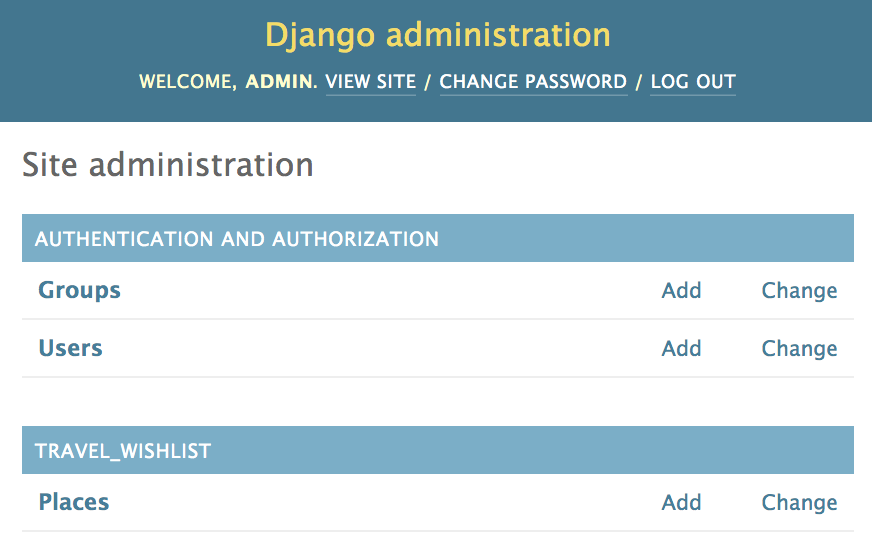 Django administration
WELCOME, ADMIN. VIEW SITE / CHANGE PASSWORD / LOG OUT
Site administration
AUTHENTICATION AND AUTHORIZATION
Groups Add Change
Users Add Change
TRAVEL_WISHLIST
Places Add Change